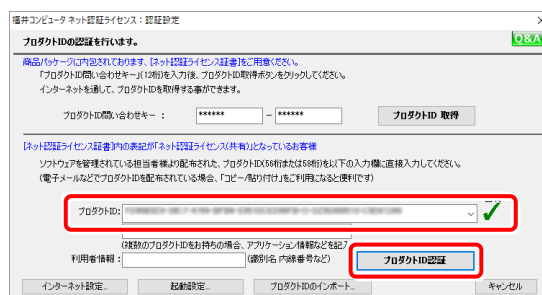 福井コンピュータ ネット認証ライセンス：認証設定
プロダクトIDの認証を行います。
Q&A
商品パッケージに内包されております、【ネット認証ライセンス証書】をご用意ください。
「プロダクトID問い合わせキー」(12桁)を入力後、プロダクトID取得ボタンをクリックしてください。
インターネットを通して、プロダクトIDを取得する事ができます。
プロダクトID問い合わせキー： ****** - ****** プロダクトID 取得
【ネット認証ライセンス証書】内の表記が「ネット認証ライセンス(共有)」となっているお客様
ソフトウェアを管理されている担当者様より配布された、プロダクトID(56桁または58桁)を以下の入力欄に直接入力してください。
(電子メールなどでプロダクトIDを配布されている場合、「コピー/貼り付け」をご利用になると便利です)
プロダクトID:
(複数のプロダクトIDをお持ちの場合、アプリケーション情報などを記入
利用者情報： (識別名 内線番号など) プロダクトID認証
インターネット設定... 起動設定... プロダクトIDのインポート... キャンセル